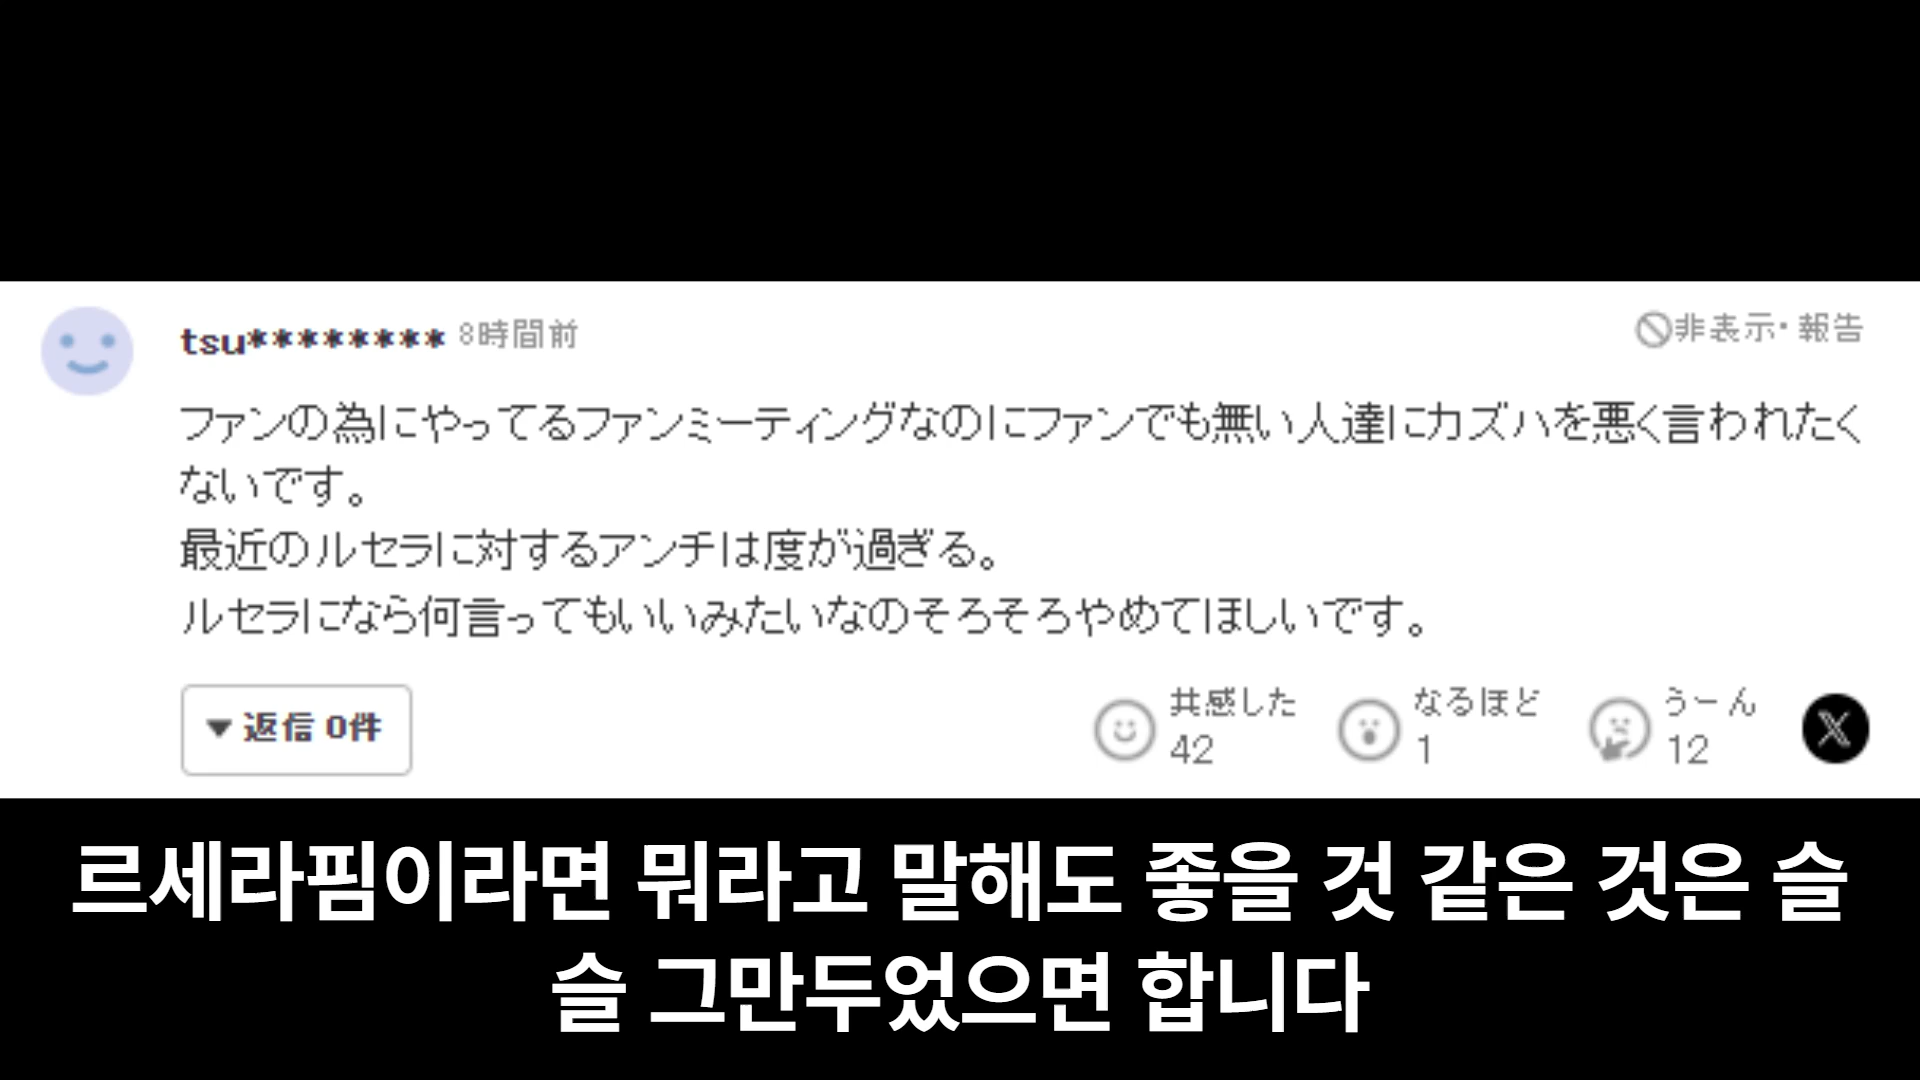 tsu******** 8時間前
非表示・報告
ファンの為にやってるファンミーティングなのにファンでも無い人達にカズハを悪く言われたく
ないです。
最近のルセラに対するアンチは度が過ぎる。
ルセラになら何言ってもいいみたいなのそろそろやめてほしいです。
返信 0件
共感した
42
なるほど
1
うーん
12
르세라핌이라면 뭐라고 말해도 좋을 것 같은 것은 슬
슬 그만두었으면 합니다